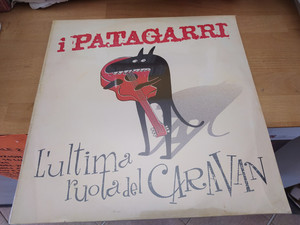 i PATAGARRI
L'ultima
ruota del CARAVAN